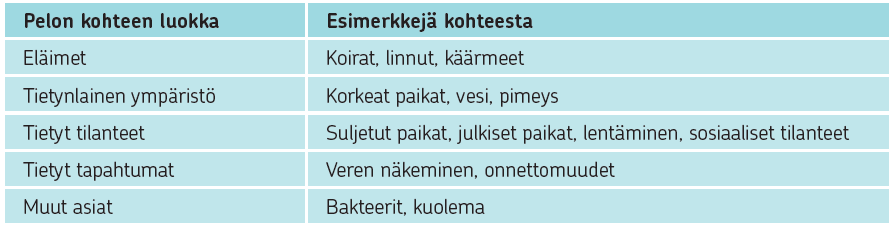 Pelon kohteen luokka Esimerkkejä kohteesta
Eläimet Koirat, linnut, käärmeet
Tietynlainen ympäristö Korkeat paikat, vesi, pimeys
Tietyt tilanteet Suljetut paikat, julkiset paikat, lentäminen, sosiaaliset tilanteet
Tietyt tapahtumat Veren näkeminen, onnettomuudet
Muut asiat Bakteerit, kuolema